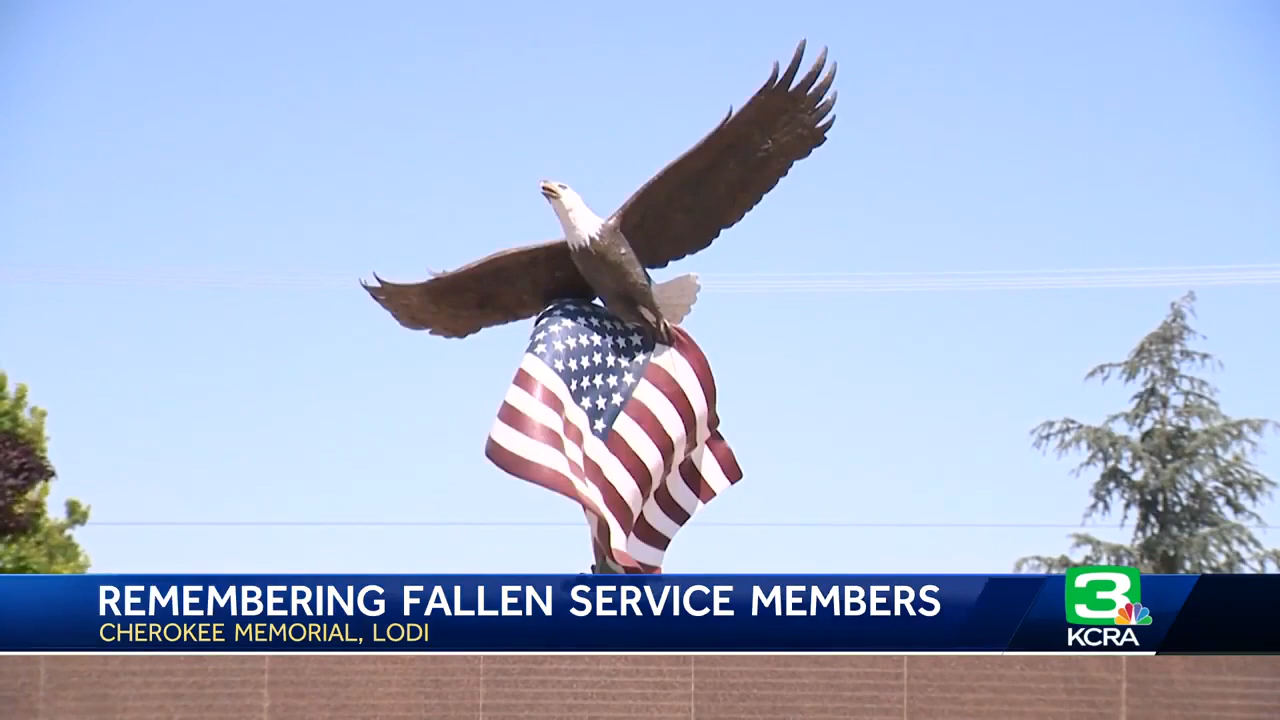 REMEMBERING FALLEN SERVICE MEMBERS
CHEROKEE MEMORIAL, LODI
3
KCRA